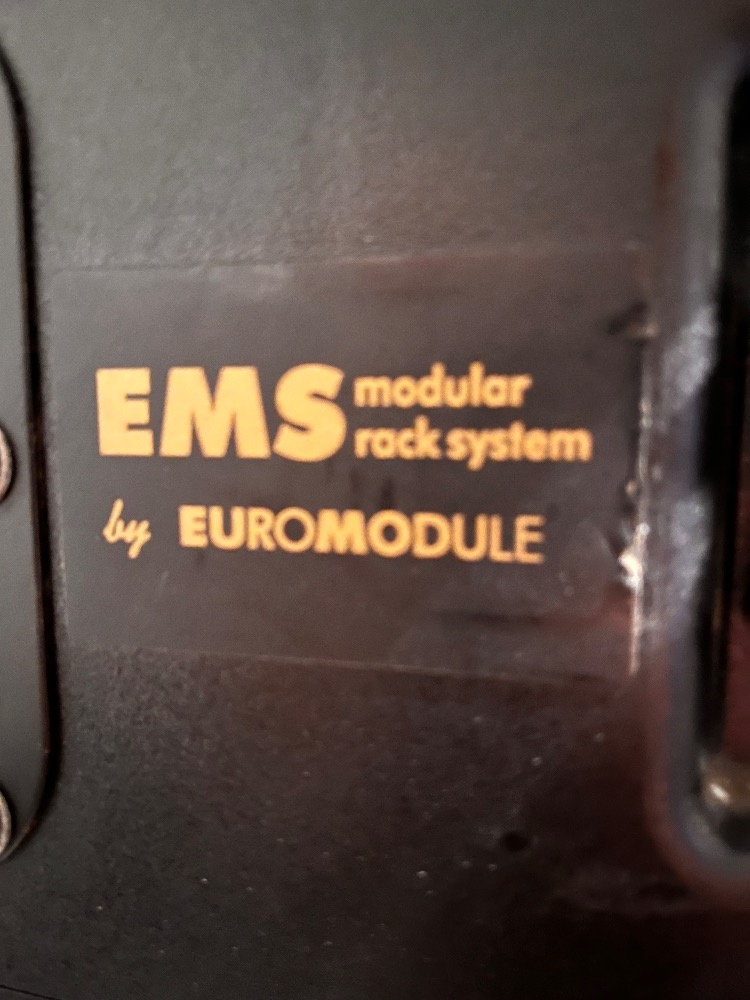 EMS modular
rack system
by EUROMODULE